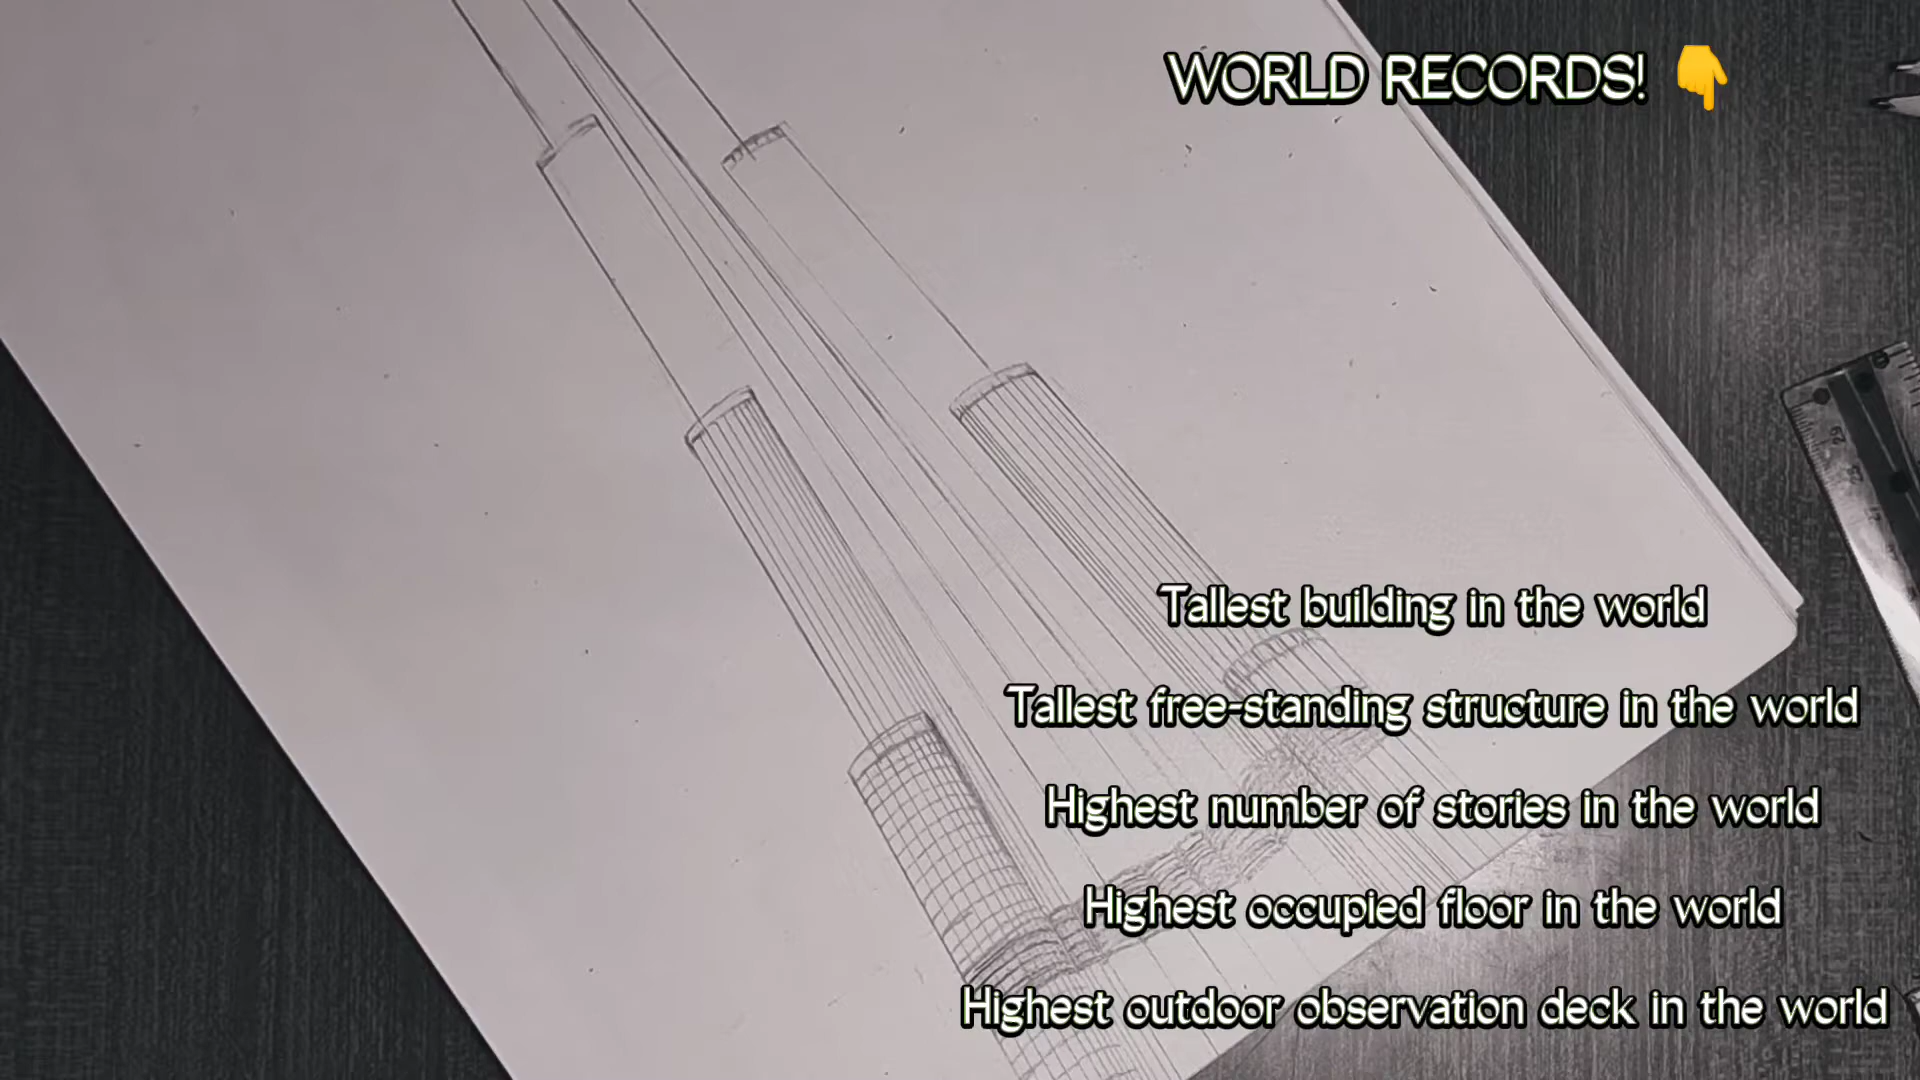 WORLD RECORDS! 👇
Tallest building in the world
Tallest free-standing structure in the world
Highest number of stories in the world
Highest occupied floor in the world
Highest outdoor observation deck in the world